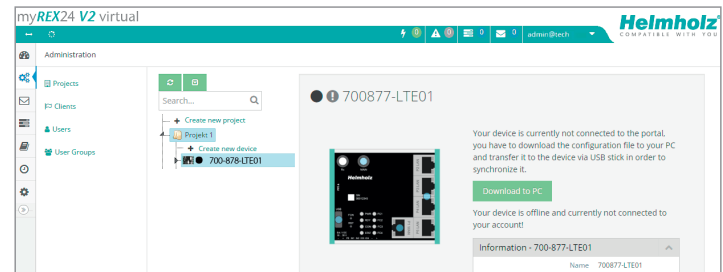 myREX24 V2 virtual
Helmholz
COMPATIBLE WITH YOU
0 0 0 0 admin@tech
Administration
Projects
Clients
Users
User Groups
Search...
Create new project
Projekt 1
Create new device
700-878-LTE01
700877-LTE01
Your device is currently not connected to the portal,
you have to download the configuration file to your PC
and transfer it to the device via USB stick in order to
synchronize it.
Download to PC
Your device is offline and currently not connected to
your account!
Information - 700-877-LTE01
Name 700877-LTE01
Helmholz